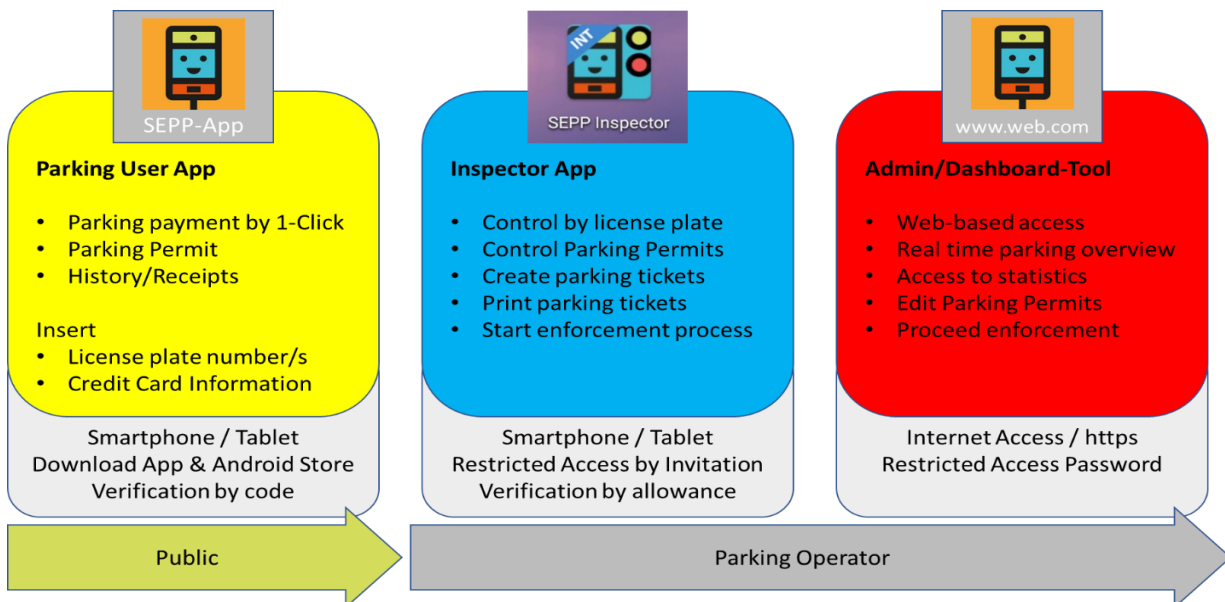 SEPP-App
Parking User App
• Parking payment by 1-Click
• Parking Permit
• History/Receipts
Insert
• License plate number/s
• Credit Card Information
Smartphone / Tablet
Download App & Android Store
Verification by code
INT
SEPP Inspector
Inspector App
• Control by license plate
• Control Parking Permits
• Create parking tickets
• Print parking tickets
• Start enforcement process
Smartphone / Tablet
Restricted Access by Invitation
Verification by allowance
www.web.com
Admin/Dashboard-Tool
• Web-based access
• Real time parking overview
• Access to statistics
• Edit Parking Permits
• Proceed enforcement
Internet Access / https
Restricted Access Password
Public
Parking Operator